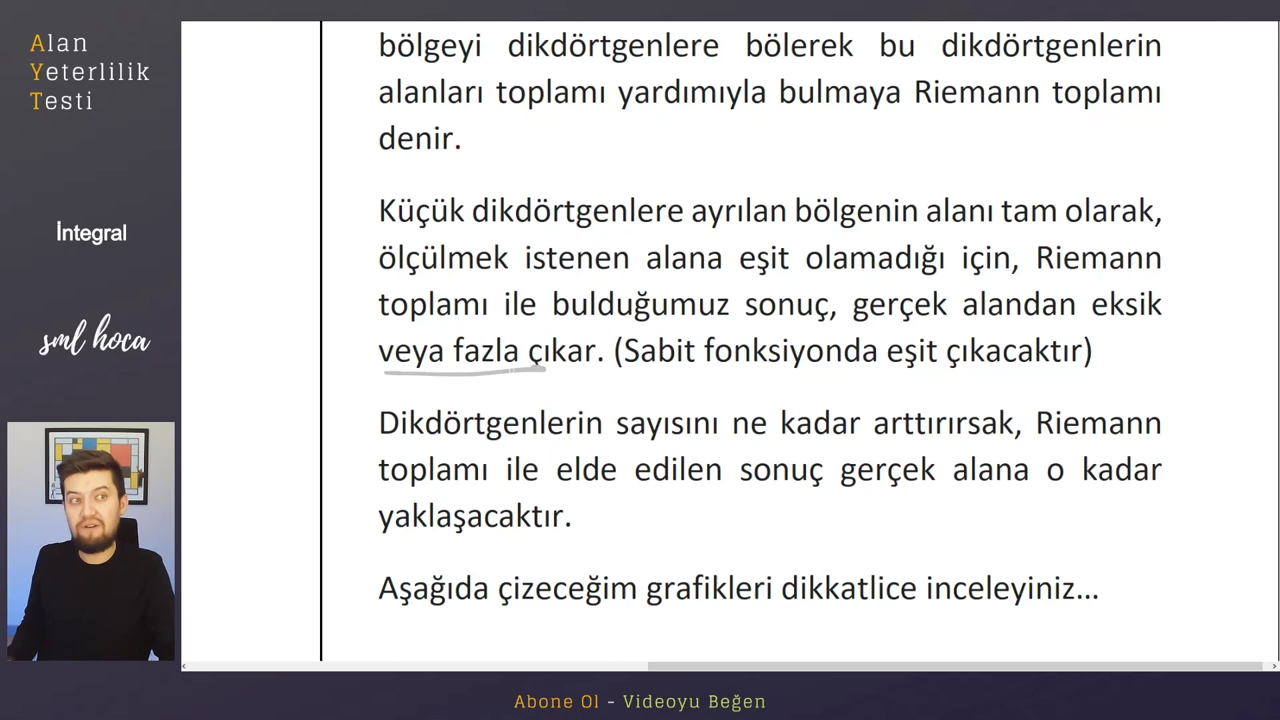 Alan
Yeterlilik
Testi
İntegral
sml hoca
bölgeyi dikdörtgenlere bölerek bu dikdörtgenlerin
alanları toplamı yardımıyla bulmaya Riemann toplamı
denir.
Küçük dikdörtgenlere ayrılan bölgenin alanı tam olarak,
ölçülmek istenen alana eşit olamadığı için, Riemann
toplamı ile bulduğumuz sonuç, gerçek alandan eksik
veya fazla çıkar. (Sabit fonksiyonda eşit çıkacaktır)
Dikdörtgenlerin sayısını ne kadar arttırırsak, Riemann
toplamı ile elde edilen sonuç gerçek alana o kadar
yaklaşacaktır.
Aşağıda çizeceğim grafikleri dikkatlice inceleyiniz...
Abone Ol - Videoyu Beğen